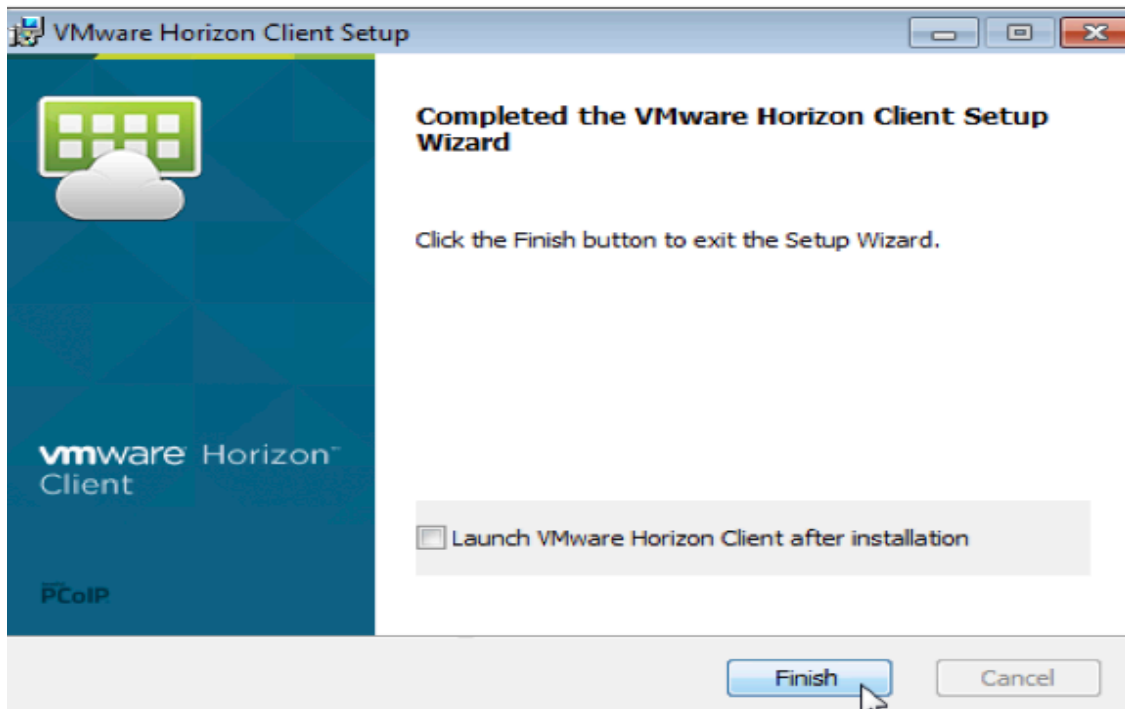 VMware Horizon Client Setup
Completed the VMware Horizon Client Setup
Wizard
Click the Finish button to exit the Setup Wizard.
vmware Horizon™
Client
Launch VMware Horizon Client after installation
PCoIP
Finish
Cancel